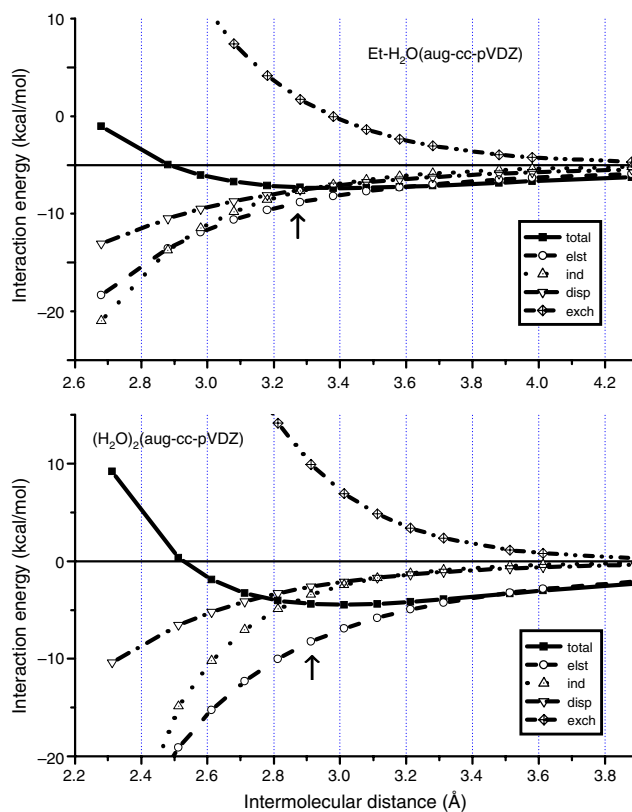 Et-H₂O(aug-cc-pVDZ)
Interaction energy (kcal/mol)
10
0
−10
−20
total
elst
ind
disp
exch
2.6 2.8 3.0 3.2 3.4 3.6 3.8 4.0 4.2
(H₂O)₂(aug-cc-pVDZ)
Interaction energy (kcal/mol)
10
0
−10
−20
total
elst
ind
disp
exch
2.2 2.4 2.6 2.8 3.0 3.2 3.4 3.6 3.8
Intermolecular distance (Å)